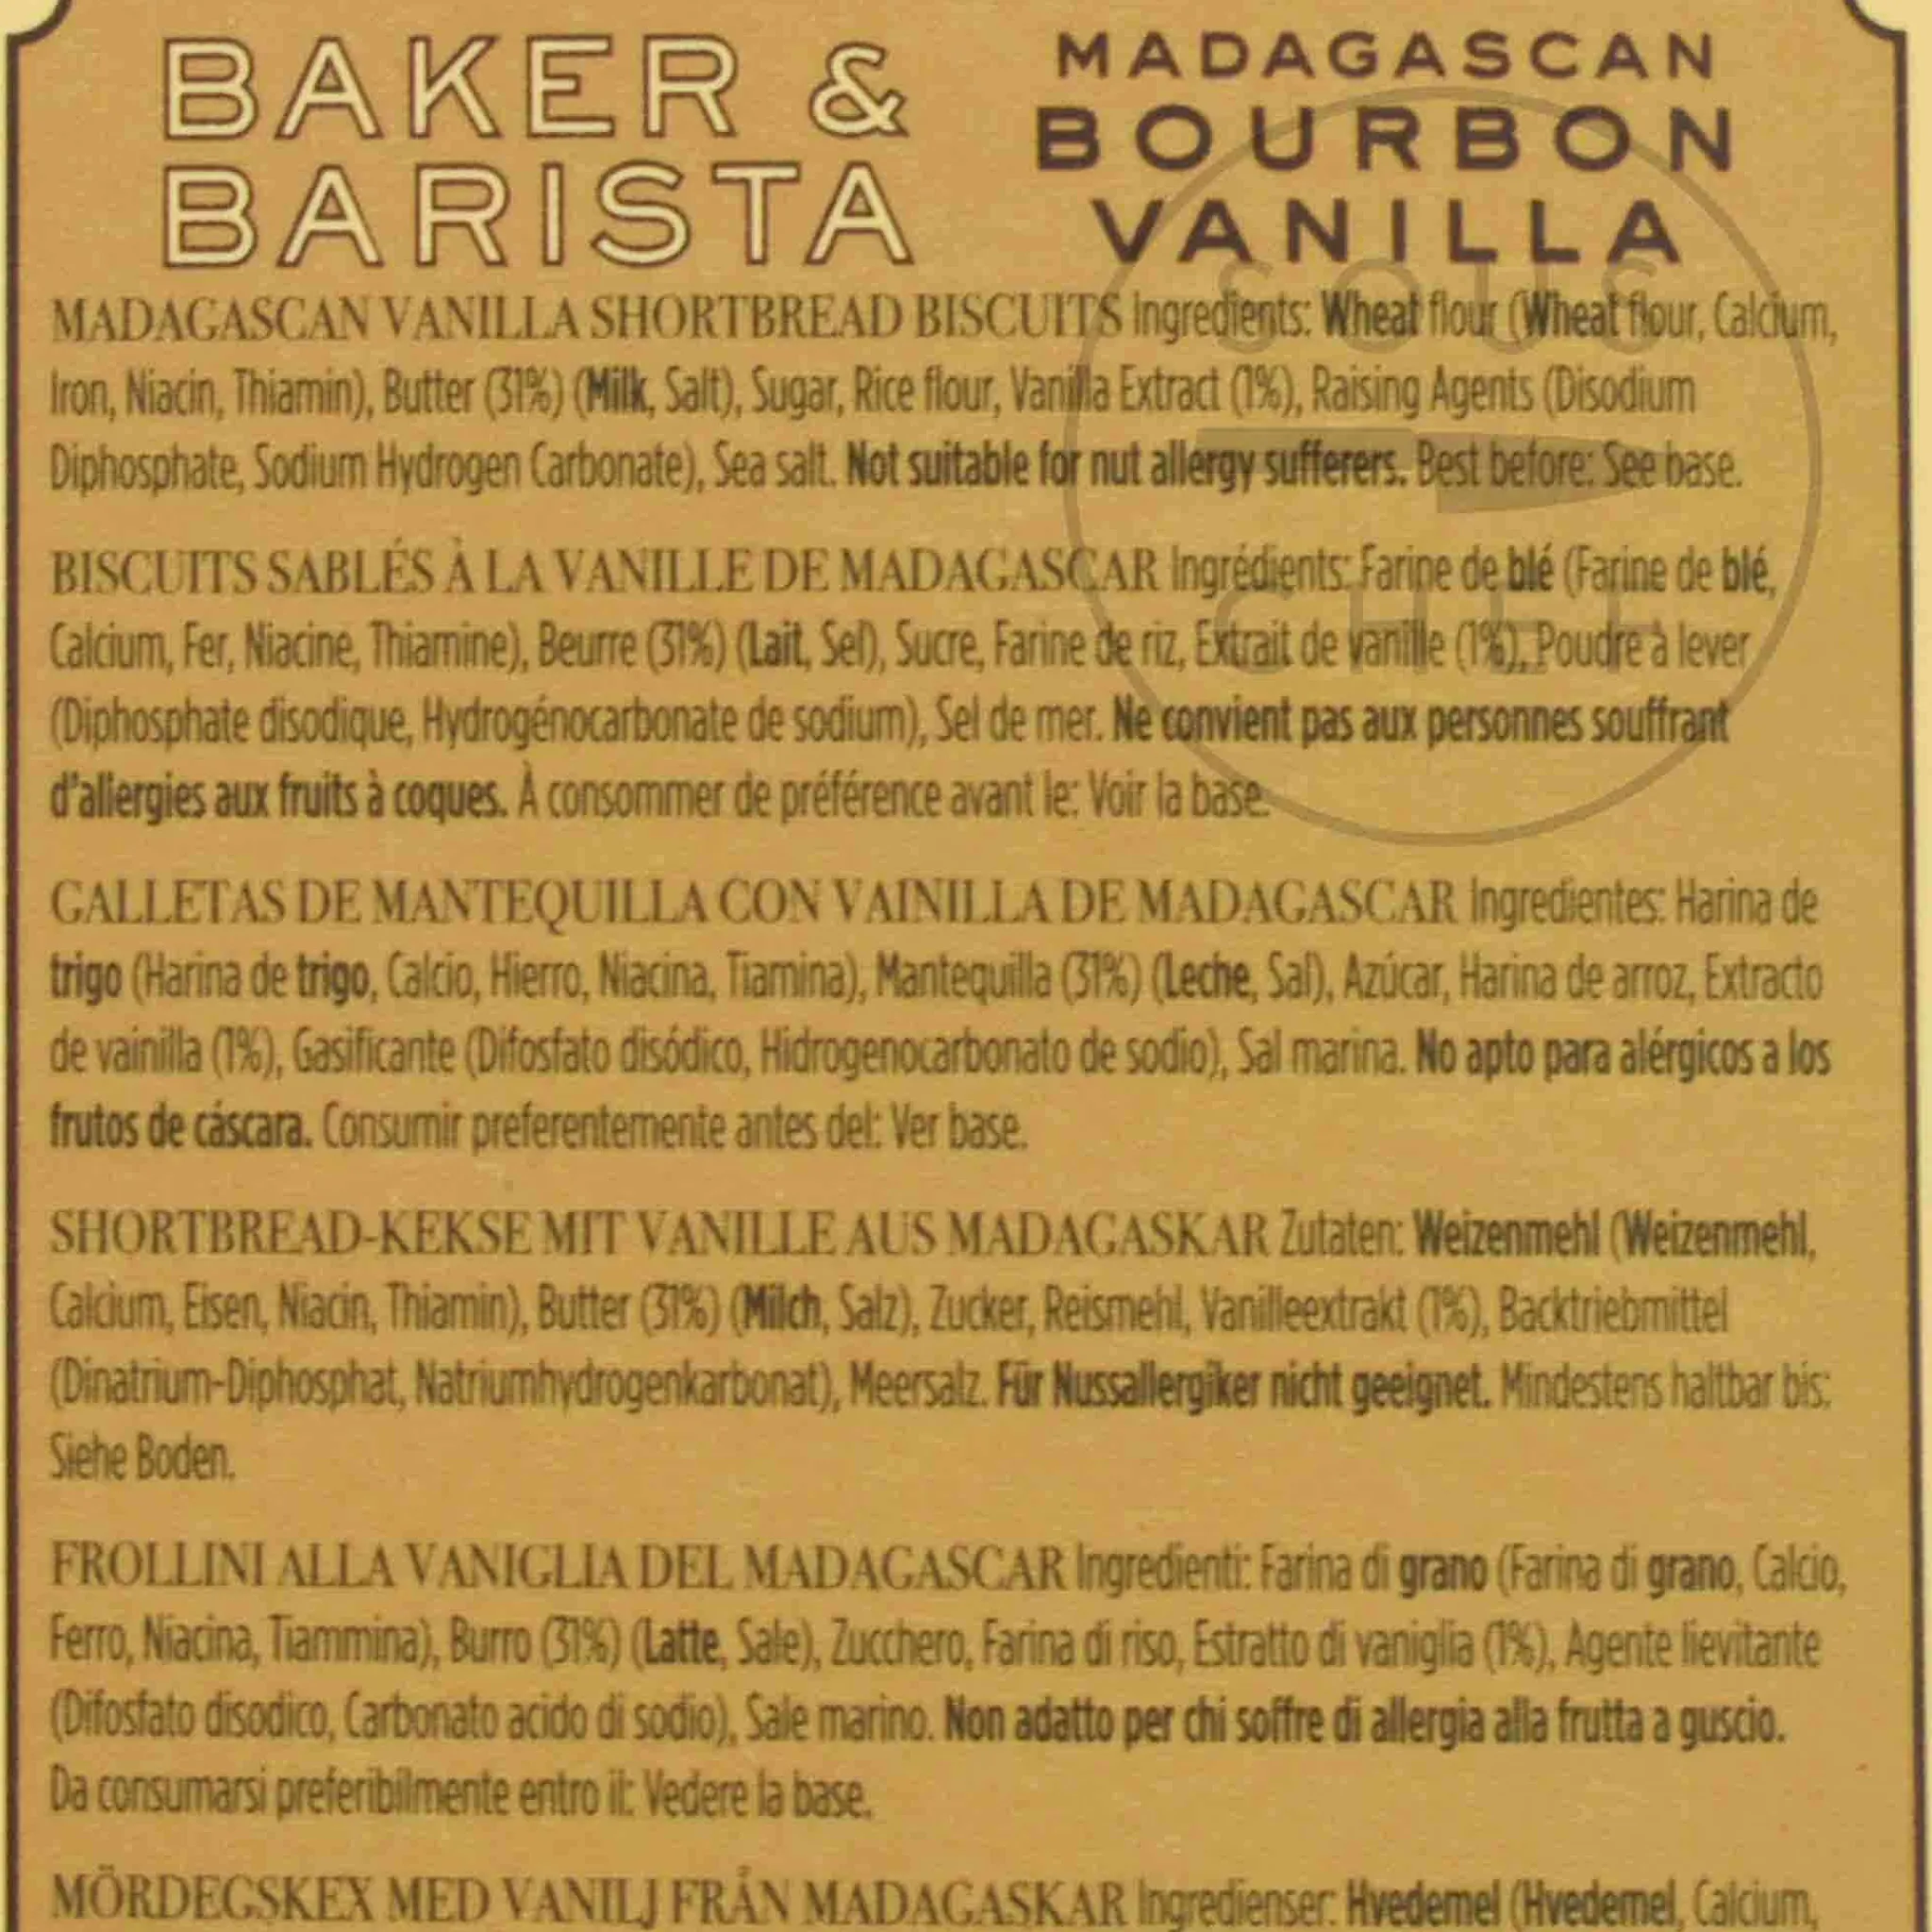 BAKER &
BARISTA
MADAGASCAN
BOURBON
VANILLA
MADAGASCAN VANILLA SHORTBREAD BISCUITS Ingredients: Wheat flour (Wheat flour, Calcium,
Iron, Niacin, Thiamin), Butter (31%) (Milk, Salt), Sugar, Rice flour, Vanilla Extract (1%), Raising Agents (Disodium
Diphosphate, Sodium Hydrogen Carbonate), Sea salt. Not suitable for nut allergy sufferers. Best before: See base.
BISCUITS SABLÉS À LA VANILLE DE MADAGASCAR Ingrédients: Farine de blé (Farine de blé,
Calcium, Fer, Niacine, Thiamine), Beurre (31%) (Lait, Sel), Sucre, Farine de riz, Extrait de vanille (1%), Poudre à lever
(Diphosphate disodique, Hydrogénocarbonate de sodium), Sel de mer. Ne convient pas aux personnes souffrant
d'allergies aux fruits à coques. À consommer de préférence avant le: Voir la base.
GALLETAS DE MANTEQUILLA CON VAINILLA DE MADAGASCAR Ingredientes: Harina de
trigo (Harina de trigo, Calcio, Hierro, Niacina, Tiamina), Mantequilla (31%) (Leche, Sal), Azúcar, Harina de arroz, Extracto
de vainilla (1%), Gasificante (Difosfato disódico, Hidrogenocarbonato de sodio), Sal marina. No apto para alérgicos a los
frutos de cáscara. Consumir preferentemente antes del: Ver base.
SHORTBREAD-KEKSE MIT VANILLE AUS MADAGASKAR Zutaten: Weizenmehl (Weizenmehl,
Calcium, Eisen, Niacin, Thiamin), Butter (31%) (Milch, Salz), Zucker, Reismehl, Vanilleextrakt (1%), Backtriebmittel
(Dinatrium-Diphosphat, Natriumhydrogenkarbonat), Meersalz. Für Nussallergiker nicht geeignet. Mindestens haltbar bis:
Siehe Boden.
FROLLINI ALLA VANIGLIA DEL MADAGASCAR Ingredienti: Farina di grano (Farina di grano, Calcio,
Ferro, Niacina, Tiammina), Burro (31%) (Latte, Sale), Zucchero, Farina di riso, Estratto di vaniglia (1%), Agente lievitante
(Difosfato disodico, Carbonato acido di sodio), Sale marino. Non adatto per chi soffre di allergia alla frutta a guscio.
Da consumarsi preferibilmente entro il: Vedere la base.
MÖRDEGSKEX MED VANILJ FRÅN MADAGASKAR Ingredienser: Hvedemel (Hvedemel, Calcium,
SOUS
CHEF